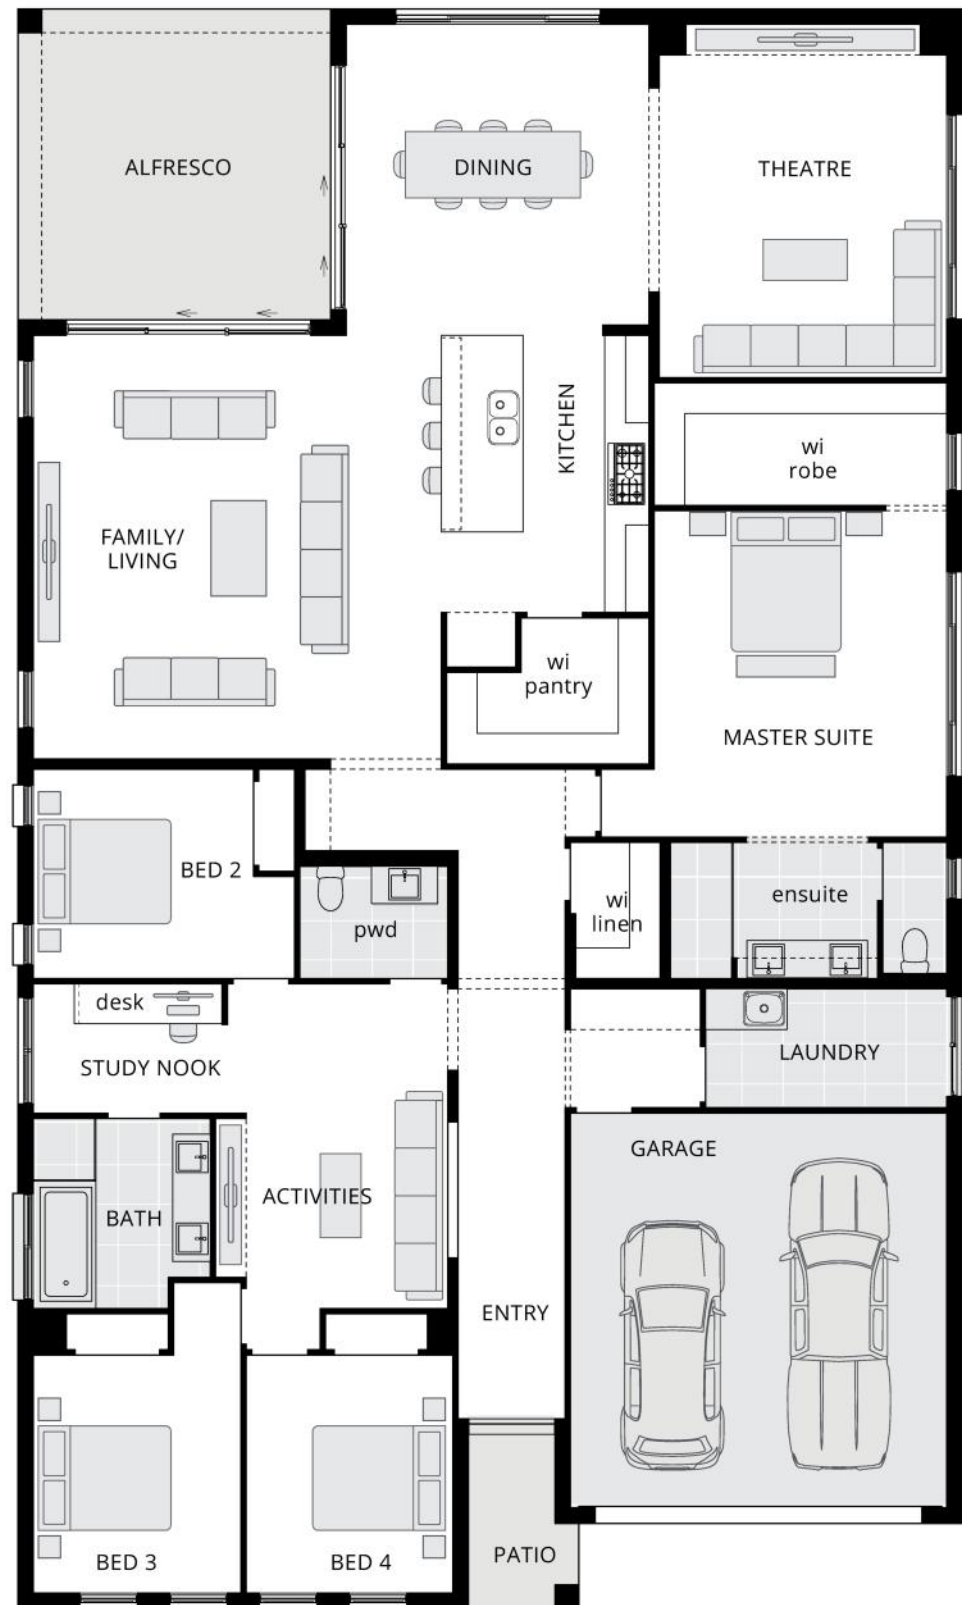 ALFRESCO
DINING
THEATRE
KITCHEN
wi
robe
FAMILY/
LIVING
wi
pantry
MASTER SUITE
BED 2
pwd
wi
linen
ensuite
desk
STUDY NOOK
LAUNDRY
GARAGE
BATH
ACTIVITIES
ENTRY
BED 3
BED 4
PATIO